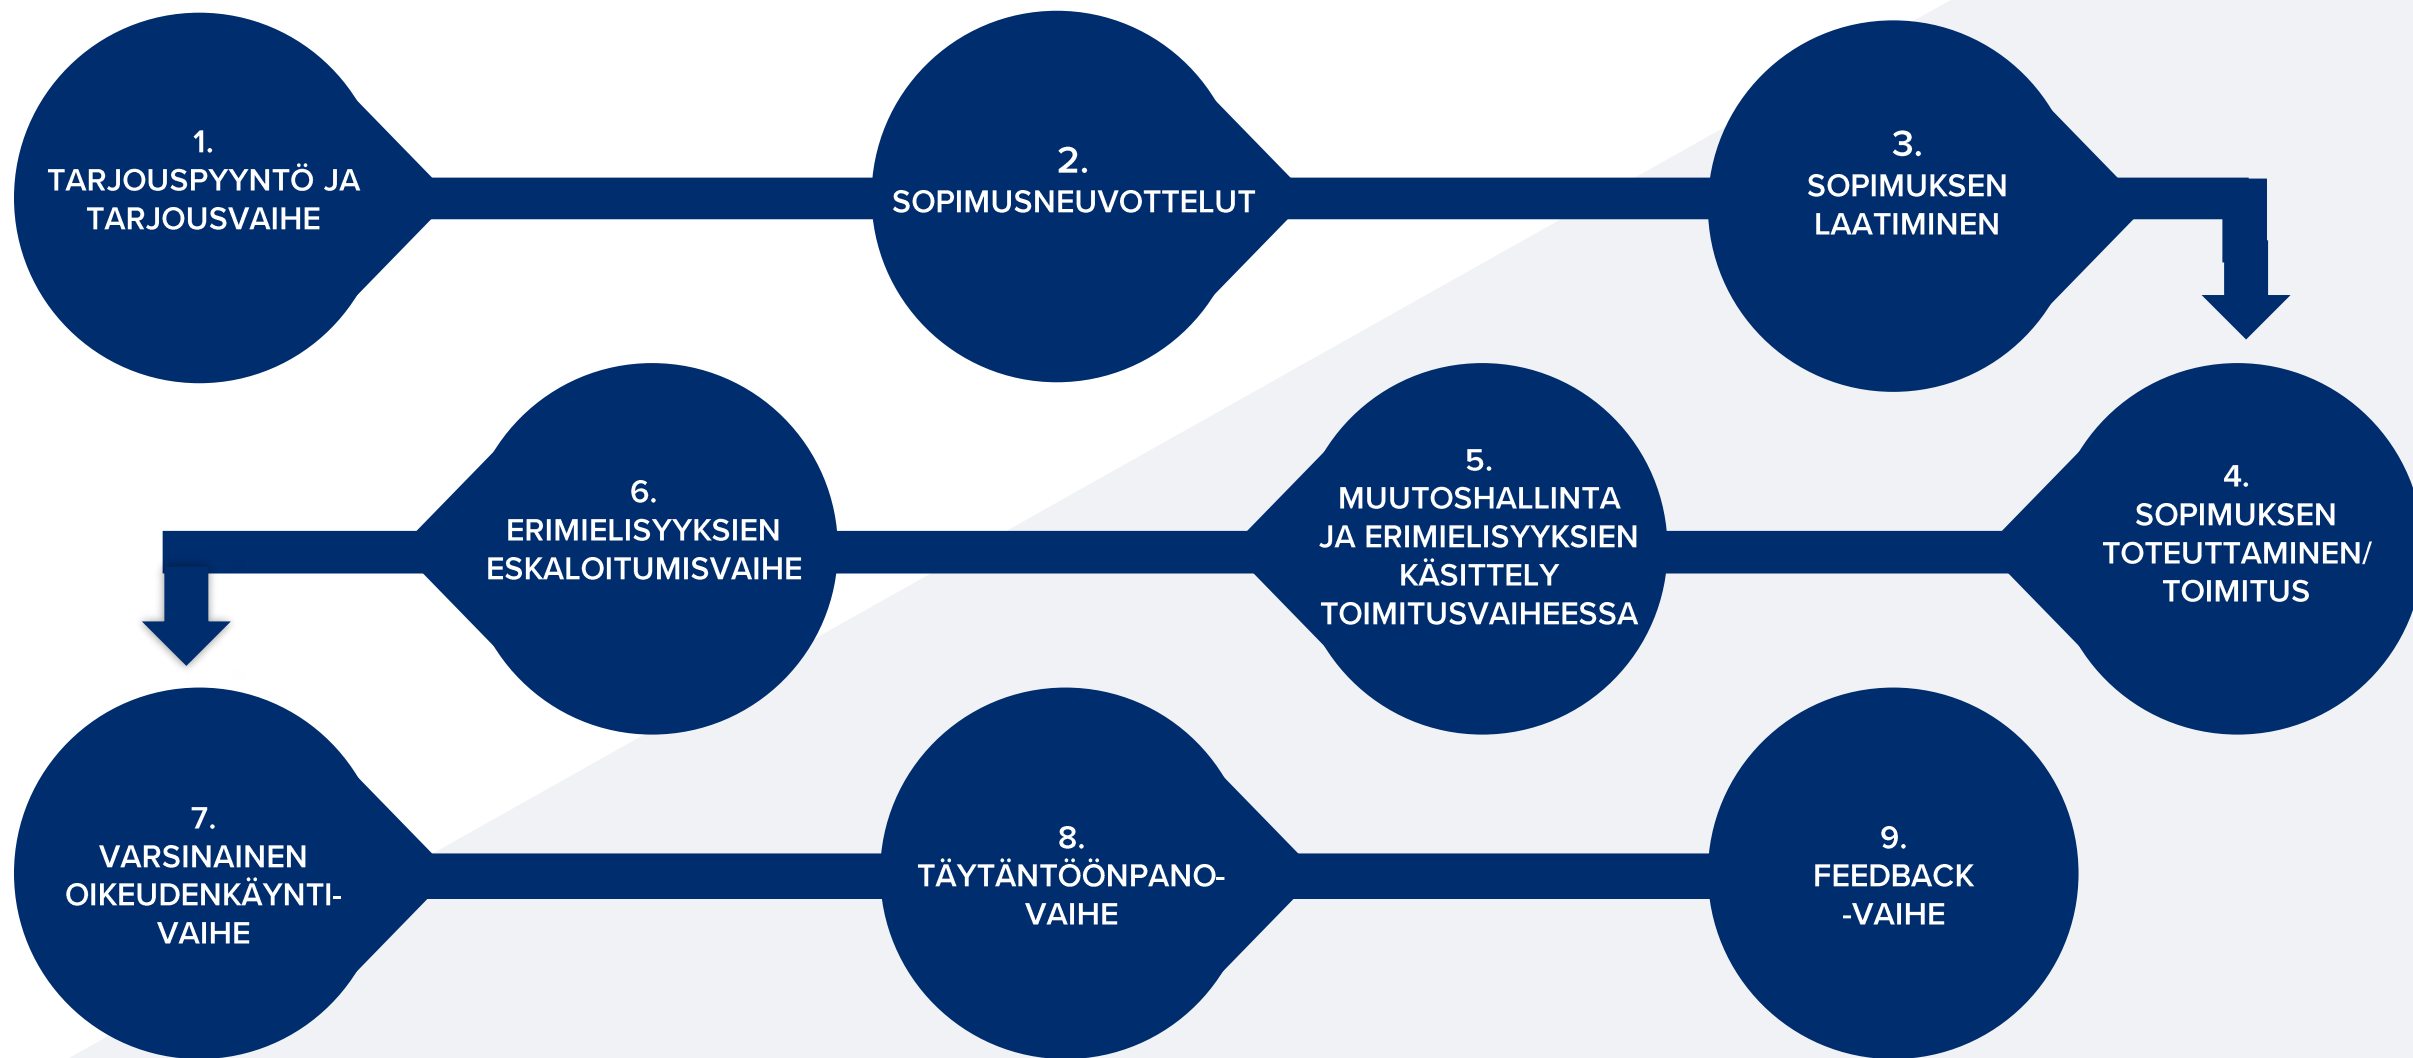 1.
TARJOUSPYYNTÖ JA
TARJOUSVAIHE
2.
SOPIMUSNEUVOTTELUT
3.
SOPIMUKSEN
LAATIMINEN
4.
SOPIMUKSEN
TOTEUTTAMINEN/
TOIMITUS
5.
MUUTOSHALLINTA
JA ERIMIELISYYKSIEN
KÄSITTELY
TOIMITUSVAIHEESSA
6.
ERIMIELISYYKSIEN
ESKALOITUMISVAIHE
7.
VARSINAINEN
OIKEUDENKÄYNTI-
VAIHE
8.
TÄYTÄNTÖÖNPANO-
VAIHE
9.
FEEDBACK
-VAIHE